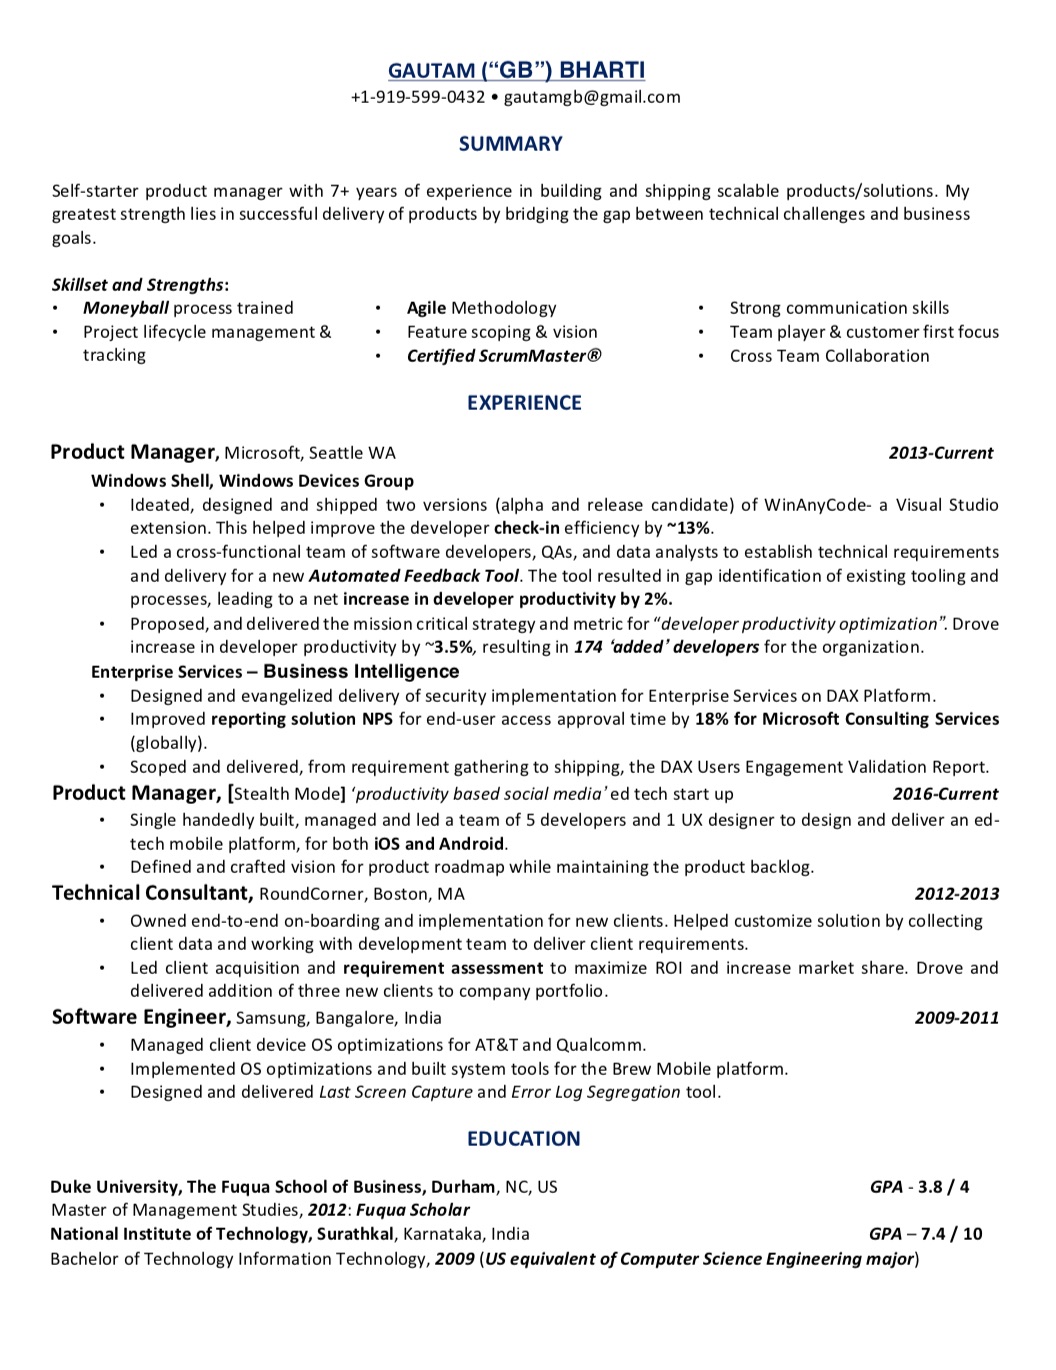 GAUTAM (“GB”) BHARTI
+1-919-599-0432 • gautamgb@gmail.com
SUMMARY
Self-starter product manager with 7+ years of experience in building and shipping scalable products/solutions. My
greatest strength lies in successful delivery of products by bridging the gap between technical challenges and business
goals.
Skillset and Strengths:
• Moneyball process trained
• Project lifecycle management &
tracking
• Agile Methodology
• Feature scoping & vision
• Certified ScrumMaster®
• Strong communication skills
• Team player & customer first focus
• Cross Team Collaboration
EXPERIENCE
Product Manager, Microsoft, Seattle WA 2013-Current
Windows Shell, Windows Devices Group
• Ideated, designed and shipped two versions (alpha and release candidate) of WinAnyCode- a Visual Studio
extension. This helped improve the developer check-in efficiency by ~13%.
• Led a cross-functional team of software developers, QAs, and data analysts to establish technical requirements
and delivery for a new Automated Feedback Tool. The tool resulted in gap identification of existing tooling and
processes, leading to a net increase in developer productivity by 2%.
• Proposed, and delivered the mission critical strategy and metric for “developer productivity optimization”. Drove
increase in developer productivity by ~3.5%, resulting in 174 ‘added’ developers for the organization.
Enterprise Services – Business Intelligence
• Designed and evangelized delivery of security implementation for Enterprise Services on DAX Platform.
• Improved reporting solution NPS for end-user access approval time by 18% for Microsoft Consulting Services
(globally).
• Scoped and delivered, from requirement gathering to shipping, the DAX Users Engagement Validation Report.
Product Manager, [Stealth Mode] ‘productivity based social media’ ed tech start up 2016-Current
• Single handedly built, managed and led a team of 5 developers and 1 UX designer to design and deliver an ed-
tech mobile platform, for both iOS and Android.
• Defined and crafted vision for product roadmap while maintaining the product backlog.
Technical Consultant, RoundCorner, Boston, MA 2012-2013
• Owned end-to-end on-boarding and implementation for new clients. Helped customize solution by collecting
client data and working with development team to deliver client requirements.
• Led client acquisition and requirement assessment to maximize ROI and increase market share. Drove and
delivered addition of three new clients to company portfolio.
Software Engineer, Samsung, Bangalore, India 2009-2011
• Managed client device OS optimizations for AT&T and Qualcomm.
• Implemented OS optimizations and built system tools for the Brew Mobile platform.
• Designed and delivered Last Screen Capture and Error Log Segregation tool.
EDUCATION
Duke University, The Fuqua School of Business, Durham, NC, US GPA - 3.8 / 4
Master of Management Studies, 2012: Fuqua Scholar
National Institute of Technology, Surathkal, Karnataka, India GPA – 7.4 / 10
Bachelor of Technology Information Technology, 2009 (US equivalent of Computer Science Engineering major)